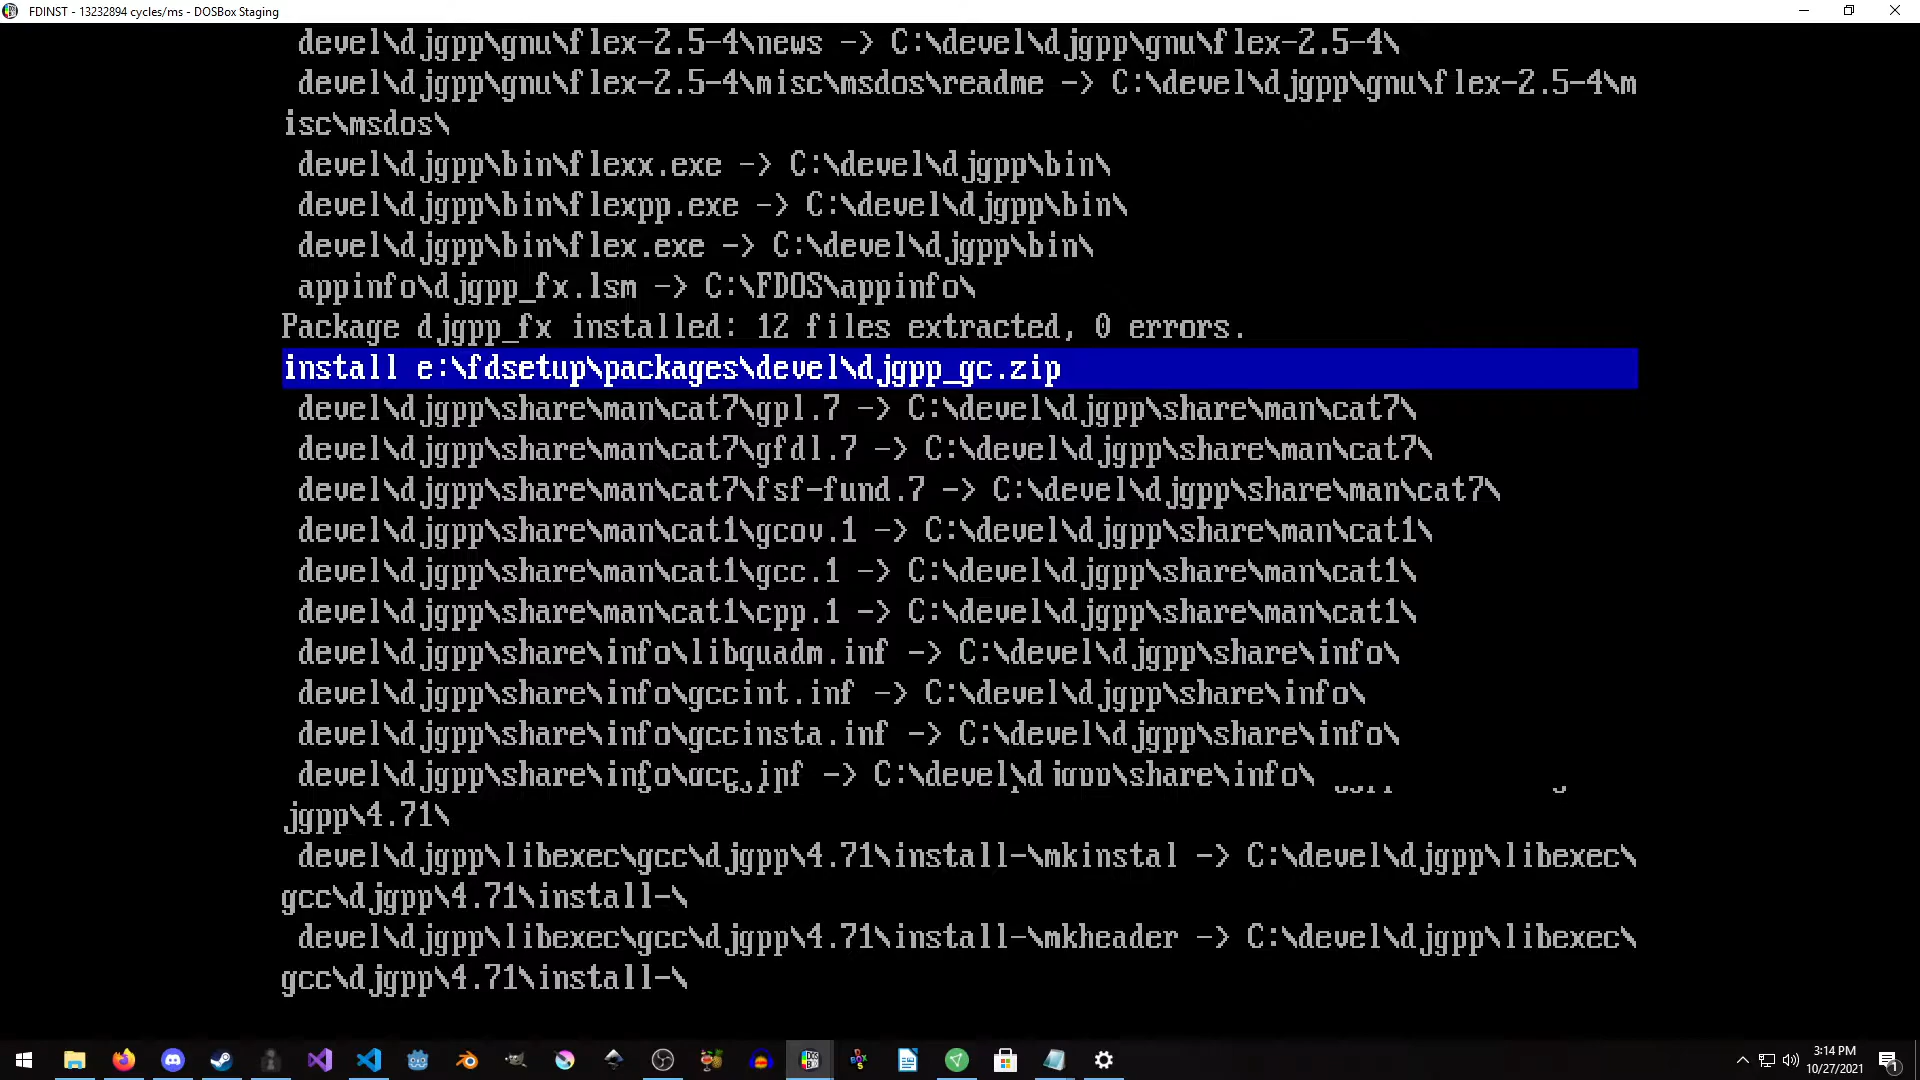 FDINST - 13232894 cycles/ms - DOSBox Staging
devel\djgpp\gnu\flex-2.5-4\news -> C:\devel\djgpp\gnu\flex-2.5-4\
devel\djgpp\gnu\flex-2.5-4\misc\msdos\readme -> C:\devel\djgpp\gnu\flex-2.5-4\m
isc\msdos\
devel\djgpp\bin\flexx.exe -> C:\devel\djgpp\bin\
devel\djgpp\bin\flexpp.exe -> C:\devel\djgpp\bin\
devel\djgpp\bin\flex.exe -> C:\devel\djgpp\bin\
appinfo\djgpp_fx.lsm -> C:\FDOS\appinfo\
Package djgpp_fx installed: 12 files extracted, 0 errors.
install e:\fdsetup\packages\devel\djgpp_gc.zip
devel\djgpp\share\man\cat7\gpl.7 -> C:\devel\djgpp\share\man\cat7\
devel\djgpp\share\man\cat7\gfdl.7 -> C:\devel\djgpp\share\man\cat7\
devel\djgpp\share\man\cat7\fsf-fund.7 -> C:\devel\djgpp\share\man\cat7\
devel\djgpp\share\man\cat1\gcov.1 -> C:\devel\djgpp\share\man\cat1\
devel\djgpp\share\man\cat1\gcc.1 -> C:\devel\djgpp\share\man\cat1\
devel\djgpp\share\man\cat1\cpp.1 -> C:\devel\djgpp\share\man\cat1\
devel\djgpp\share\info\libquadm.inf -> C:\devel\djgpp\share\info\
devel\djgpp\share\info\gccint.inf -> C:\devel\djgpp\share\info\
devel\djgpp\share\info\gccinsta.inf -> C:\devel\djgpp\share\info\
devel\djgpp\share\info\gcc.inf -> C:\devel\djgpp\share\info\
jgpp\4.71\
devel\djgpp\libexec\gcc\djgpp\4.71\install-\mkinstal -> C:\devel\djgpp\libexec\
gcc\djgpp\4.71\install-\
devel\djgpp\libexec\gcc\djgpp\4.71\install-\mkheader -> C:\devel\djgpp\libexec\
gcc\djgpp\4.71\install-\
3:14 PM
10/27/2021
1